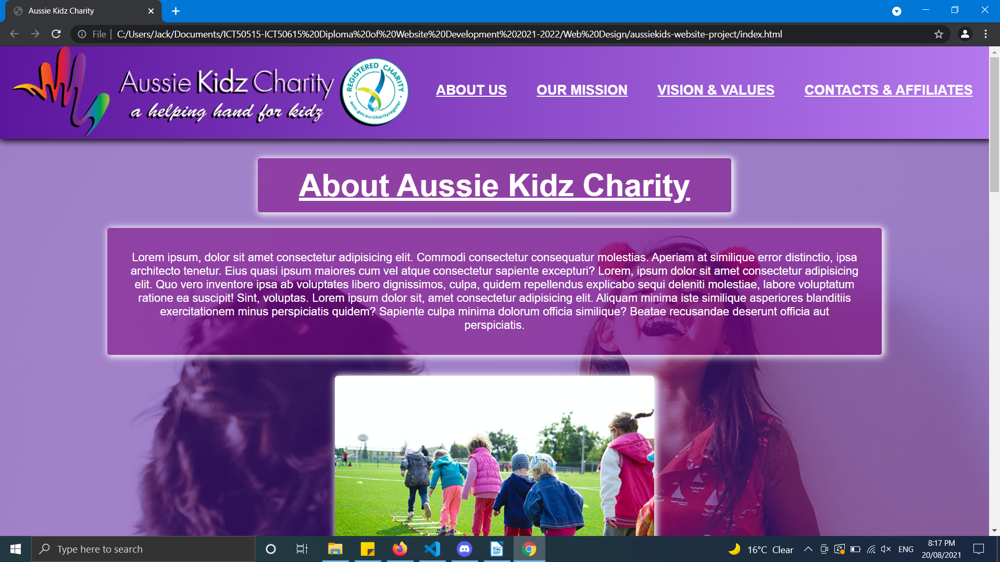 Aussie Kidz Charity
File
C:/Users/Jack/Documents/ICT50515-ICT50615%20Diploma%20of%20Website%20Development%202021-2022/Web%20Design/aussiekids-website-project/index.html
Aussie Kidz Charity
a helping hand for kidz
REGISTERED CHARITY
acnc.gov.au/charityregister
ABOUT US
OUR MISSION
VISION & VALUES
CONTACTS & AFFILIATES
About Aussie Kidz Charity
Lorem ipsum, dolor sit amet consectetur adipisicing elit. Commodi consectetur consequatur molestias. Aperiam at similique error distinctio, ipsa
architecto tenetur. Eius quasi ipsum maiores cum vel atque consectetur sapiente excepturi? Lorem, ipsum dolor sit amet consectetur adipisicing
elit. Quo vero inventore ipsa ab voluptates libero dignissimos, culpa, quidem repellendus explicabo sequi deleniti molestiae, labore voluptatum
ratione ea suscipit! Sint, voluptas. Lorem ipsum dolor sit, amet consectetur adipisicing elit. Aliquam minima iste similique asperiores blanditiis
exercitationem minus perspiciatis quidem? Sapiente culpa minima dolorum officia similique? Beatae recusandae deserunt officia aut
perspiciatis.
Type here to search
16°C Clear
ENG
8:17 PM
20/08/2021